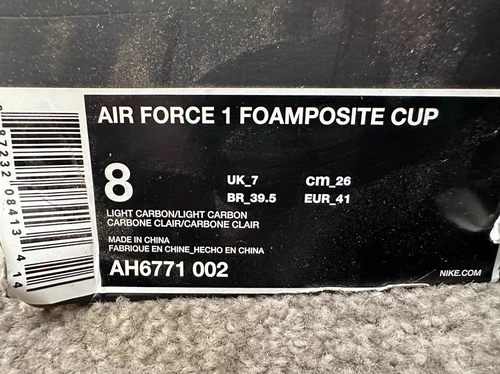 AIR FORCE 1 FOAMPOSITE CUP
8
UK_7 cm_26
BR_39.5 EUR_41
LIGHT CARBON/LIGHT CARBON
CARBONE CLAIR/CARBONE CLAIR
MADE IN CHINA
FABRIQUE EN CHINE_HECHO EN CHINA
AH6771 002
NIKE.COM